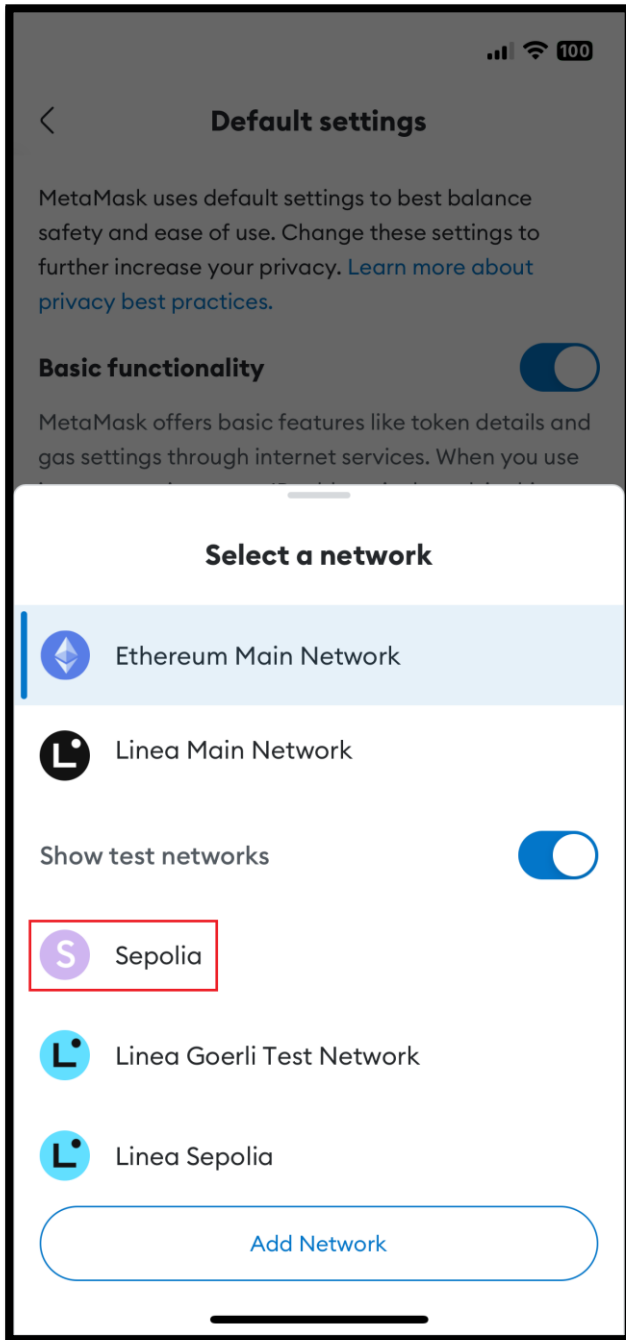 100
Default settings
MetaMask uses default settings to best balance
safety and ease of use. Change these settings to
further increase your privacy. Learn more about
privacy best practices.
Basic functionality
MetaMask offers basic features like token details and
gas settings through internet services. When you use
Select a network
Ethereum Main Network
L Linea Main Network
Show test networks
S Sepolia
L Linea Goerli Test Network
L Linea Sepolia
Add Network